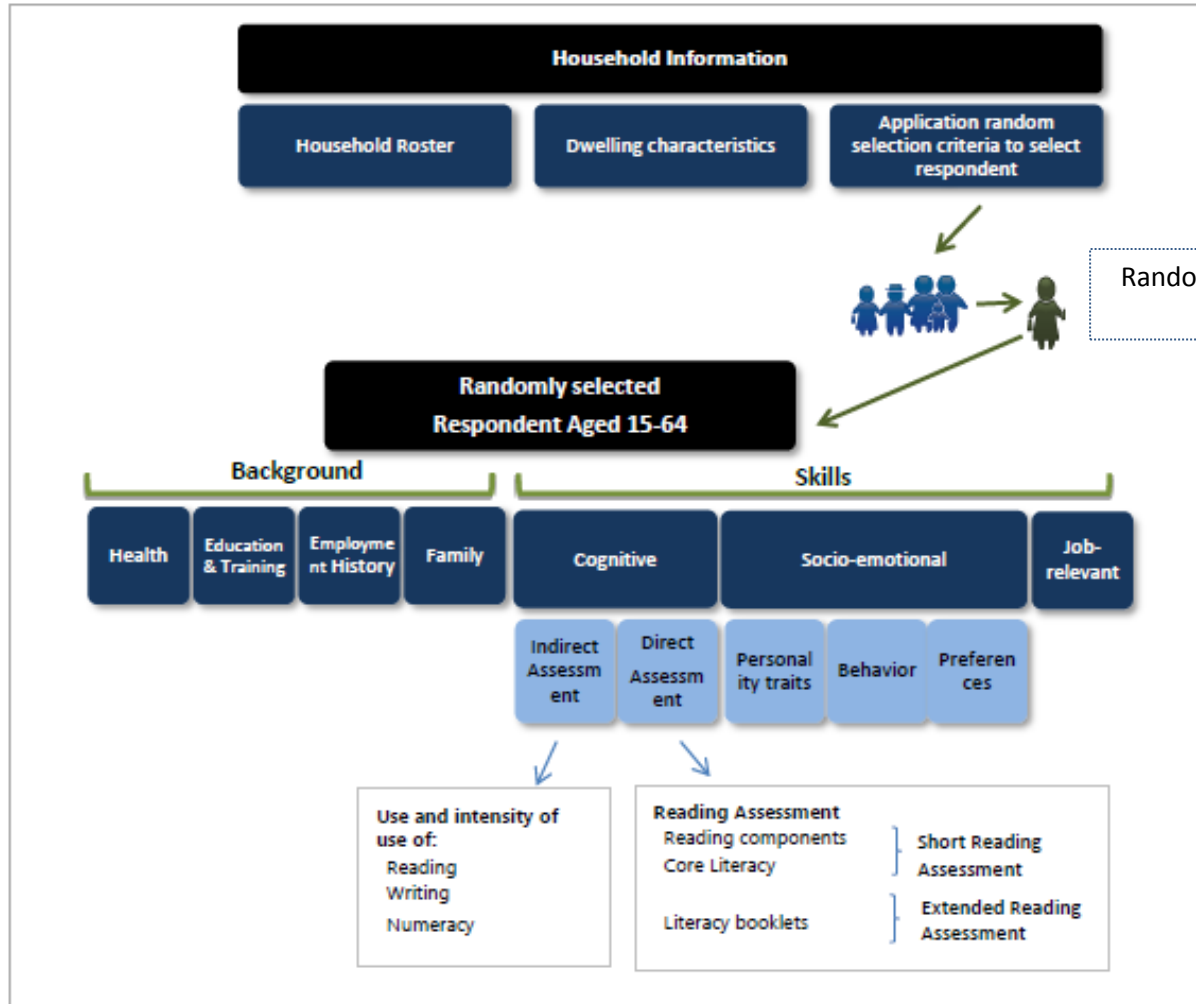 Household Information
Household Roster
Dwelling characteristics
Application random
selection criteria to select
respondent
Rando
Randomly selected
Respondent Aged 15-64
Background
Skills
Health
Education
& Training
Employme
nt History
Family
Cognitive
Socio-emotional
Job-
relevant
Indirect
Assessm
ent
Direct
Assessm
ent
Personal
ity traits
Behavior
Preferen
ces
Use and intensity of
use of:
Reading
Writing
Numeracy
Reading Assessment
Reading components
Core Literacy
Short Reading
Assessment
Literacy booklets
Extended Reading
Assessment